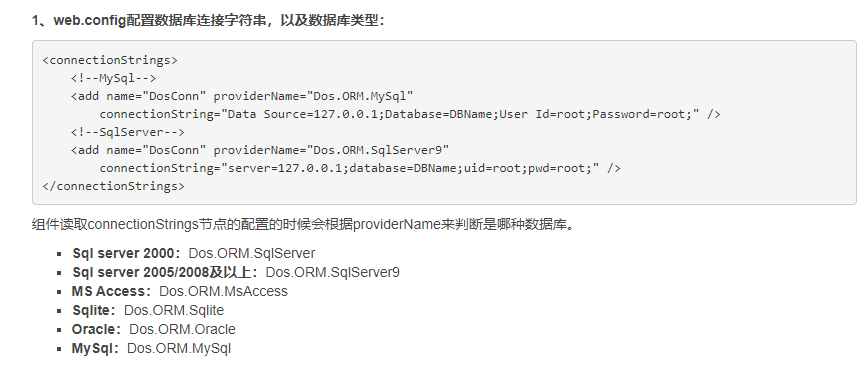 1、web.config配置数据库连接字符串，以及数据库类型：
<connectionStrings>
<!--MySql-->
<add name="DosConn" providerName="Dos.ORM.MySql"
connectionString="Data Source=127.0.0.1;Database=DBName;User Id=root;Password=root;" />
<!--SqlServer-->
<add name="DosConn" providerName="Dos.ORM.SqlServer9"
connectionString="server=127.0.0.1;database=DBName;uid=root;pwd=root;" />
</connectionStrings>
组件读取connectionStrings节点的配置的时候会根据providerName来判断是哪种数据库。
Sql server 2000：Dos.ORM.SqlServer
Sql server 2005/2008及以上：Dos.ORM.SqlServer9
MS Access：Dos.ORM.MsAccess
Sqlite：Dos.ORM.Sqlite
Oracle：Dos.ORM.Oracle
MySql：Dos.ORM.MySql